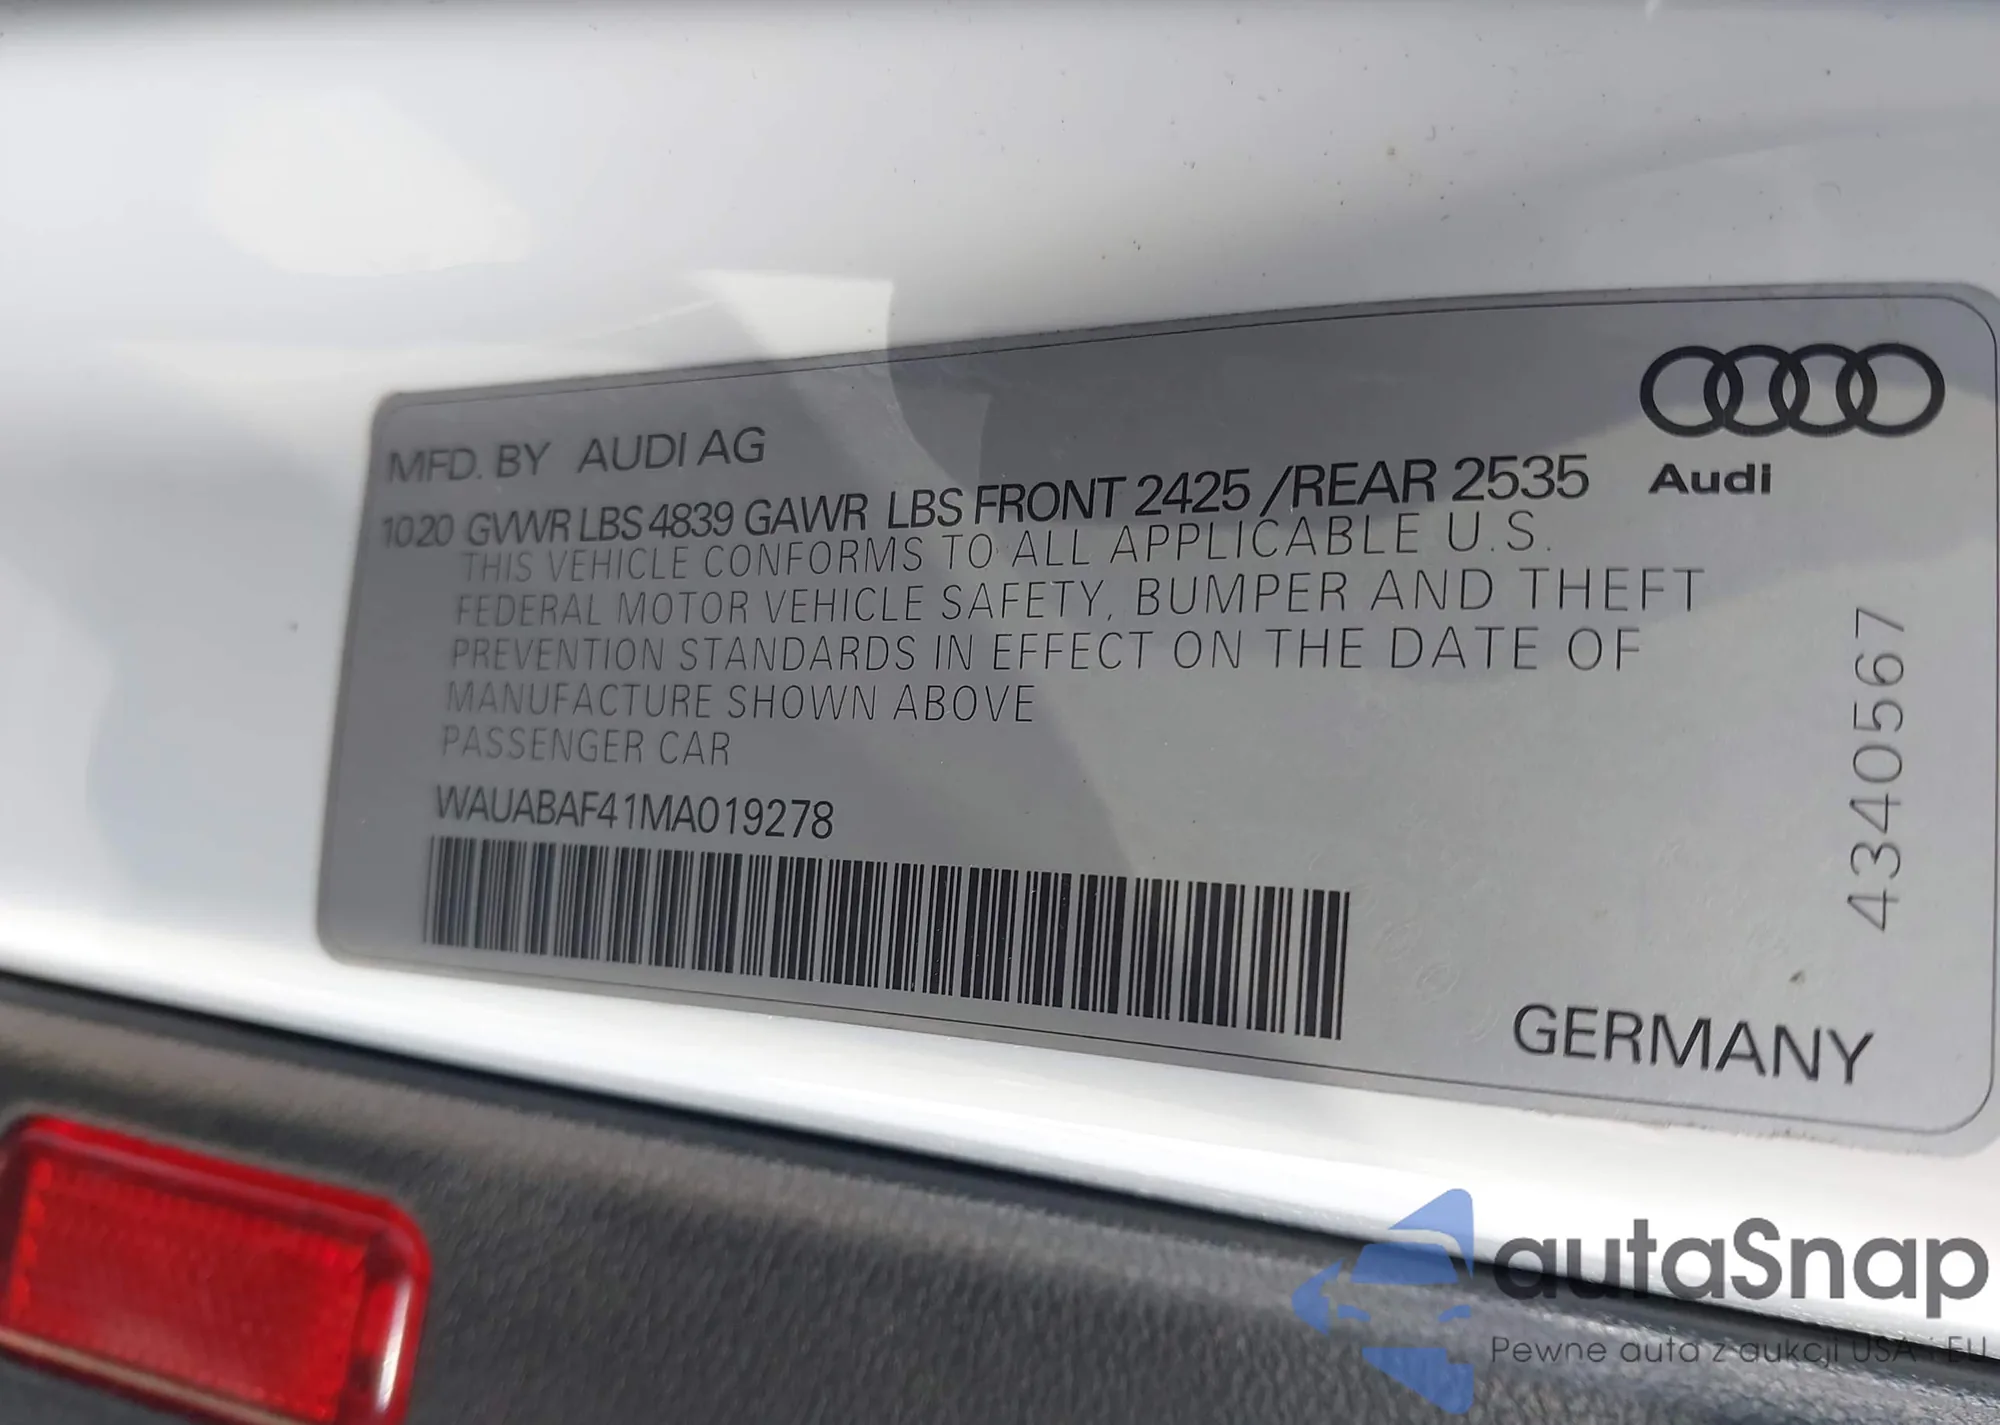 MFD. BY AUDI AG
Audi
1020 GVWR LBS 4839 GAWR LBS FRONT 2425 /REAR 2535
THIS VEHICLE CONFORMS TO ALL APPLICABLE U.S.
FEDERAL MOTOR VEHICLE SAFETY, BUMPER AND THEFT
PREVENTION STANDARDS IN EFFECT ON THE DATE OF
MANUFACTURE SHOWN ABOVE
PASSENGER CAR
WAUABAF41MA019278
4340567
GERMANY
autaSnap
Pewne auta z aukcji USA i EU